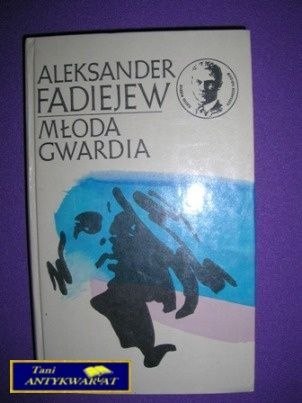 ALEKSANDER
FADIEJEW
MŁODA
GWARDIA
Tani
ANTYKWARIAT